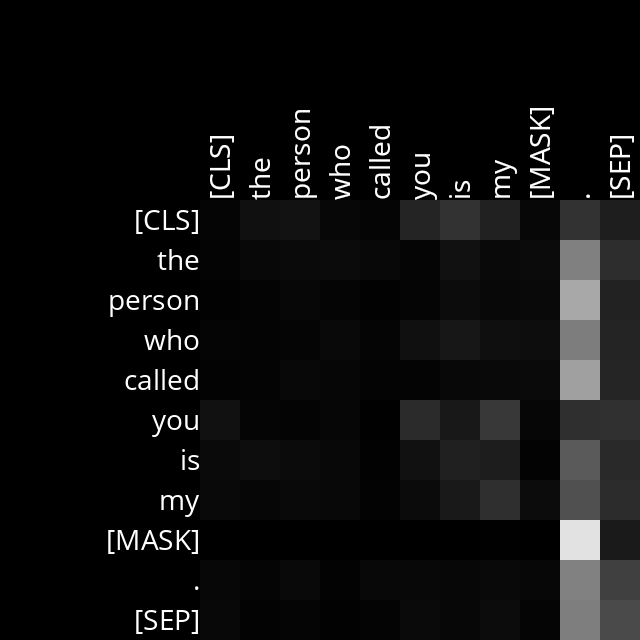 [CLS] the person who called you is my [MASK] . [SEP]
[CLS]
the
person
who
called
you
is
my
[MASK]
.
[SEP]